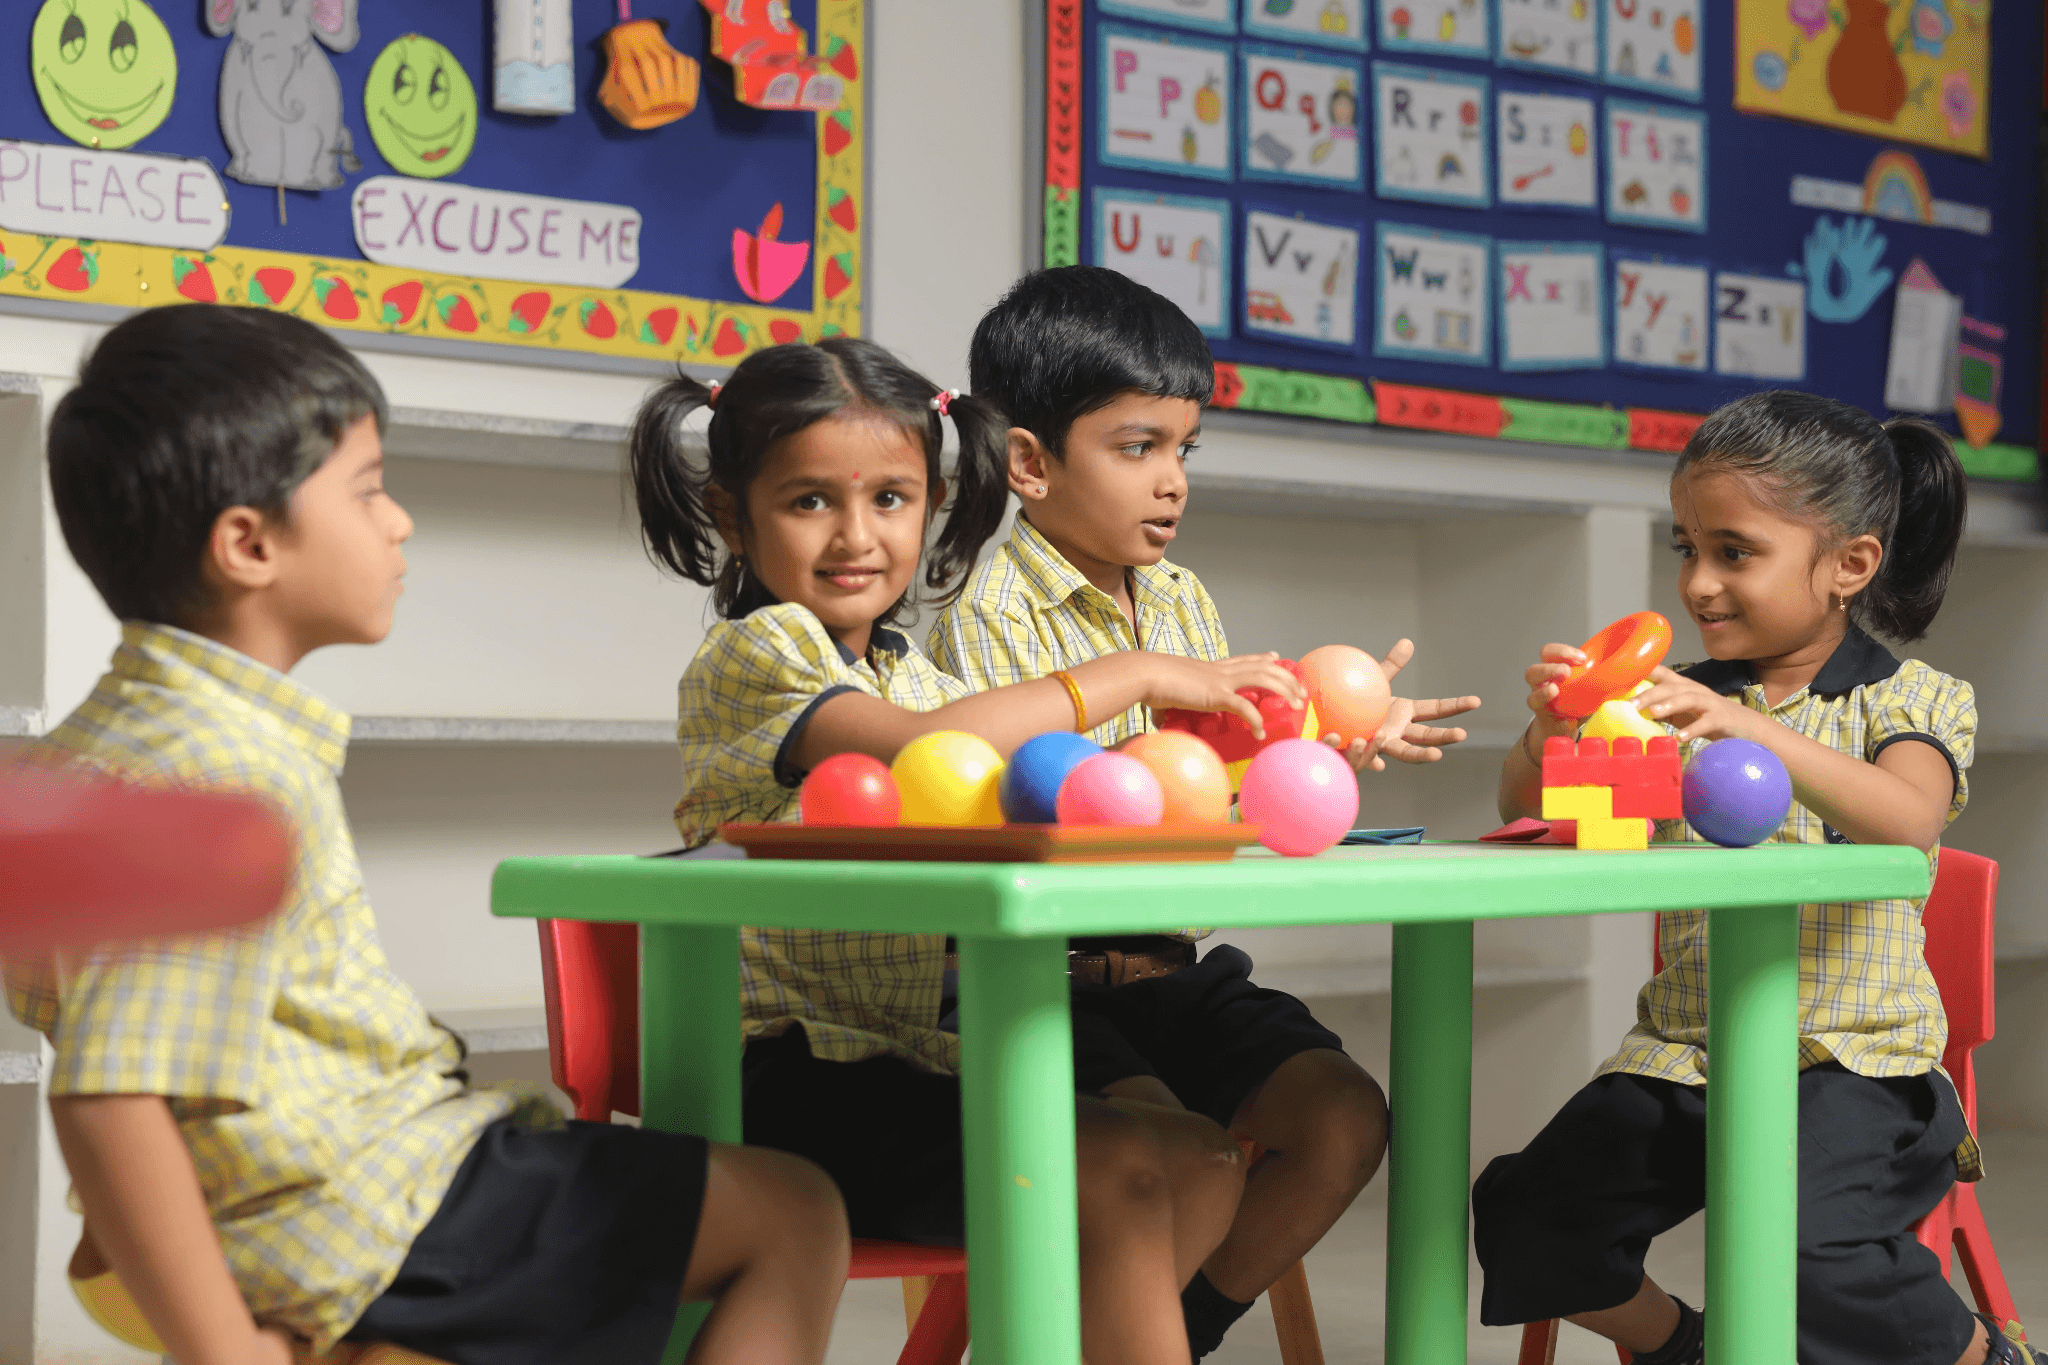 PLEASE
EXCUSE ME
P p
Q q
R r
S s
T t
U u
V v
W w
X x
Y y
Z z